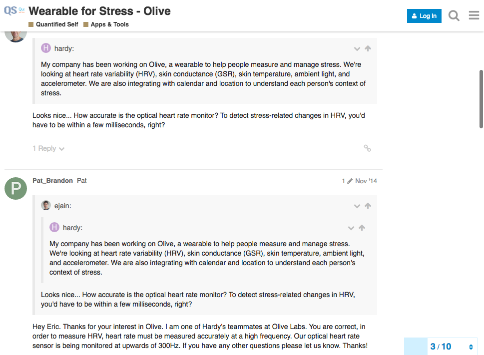 QS
Wearable for Stress - Olive
Log In
Quantified Self Apps & Tools
hardy:
My company has been working on Olive, a wearable to help people measure and manage stress. We're
looking at heart rate variability (HRV), skin conductance (GSR), skin temperature, ambient light, and
accelerometer. We are also integrating with calendar and location to understand each person's context of
stress.
Looks nice... How accurate is the optical heart rate monitor? To detect stress-related changes in HRV, you'd
have to be within a few milliseconds, right?
1 Reply
P
Pat_Brandon Pat
1 Nov '14
ejain:
hardy:
My company has been working on Olive, a wearable to help people measure and manage stress.
We're looking at heart rate variability (HRV), skin conductance (GSR), skin temperature, ambient light,
and accelerometer. We are also integrating with calendar and location to understand each person's
context of stress.
Looks nice... How accurate is the optical heart rate monitor? To detect stress-related changes in HRV,
you'd have to be within a few milliseconds, right?
Hey Eric. Thanks for your interest in Olive. I am one of Hardy's teammates at Olive Labs. You are correct, in
order to measure HRV, heart rate must be measured accurately at a high frequency. Our optical heart rate
sensor is being monitored at upwards of 300Hz. If you have any other questions please let us know. Thanks!
3 / 10